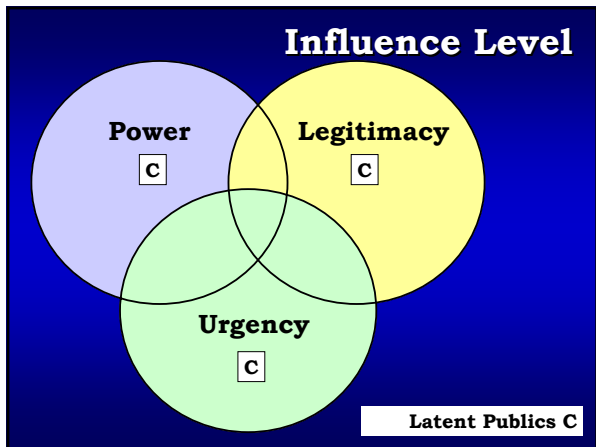 Influence Level
Power
Legitimacy
C
C
Urgency
C
Latent Publics C